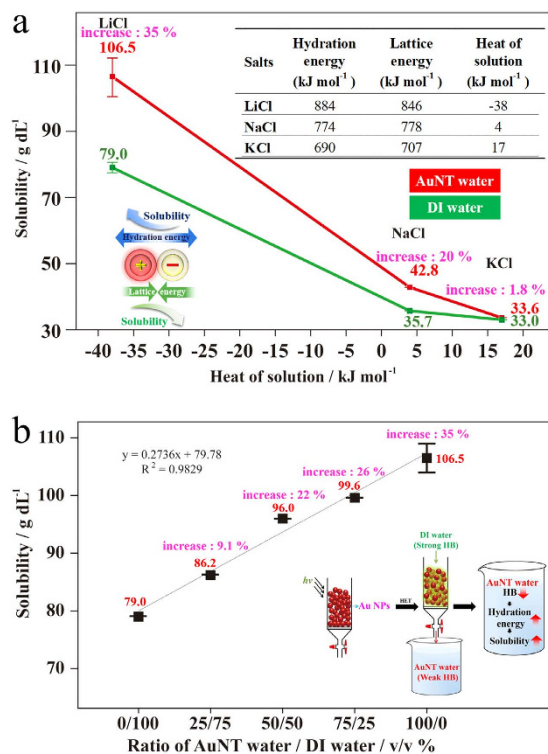 a
LiCl
increase : 35 %
106.5
79.0
Salts Hydration energy (kJ mol⁻¹) Lattice energy (kJ mol⁻¹) Heat of solution (kJ mol⁻¹)
LiCl 884 846 -38
NaCl 774 778 4
KCl 690 707 17
AuNT water
DI water
NaCl
increase : 20 %
42.8
35.7
KCl
increase : 1.8 %
33.6
33.0
Solubility
Hydration energy
+ −
Lattice energy
Solubility
Solubility / g dL⁻¹
110
90
70
50
30
-40 -35 -30 -25 -20 -15 -10 -5 0 5 10 15 20
Heat of solution / kJ mol⁻¹
b
y = 0.2736x + 79.78
R² = 0.9829
increase : 35 %
106.5
increase : 26 %
99.6
increase : 22 %
96.0
increase : 9.1 %
86.2
79.0
hv
Au NPs
HET
DI water
(Strong HB)
AuNT water
(Weak HB)
AuNT water
HB
Hydration
energy
Solubility
Solubility / g dL⁻¹
110
100
90
80
70
0/100 25/75 50/50 75/25 100/0
Ratio of AuNT water / DI water / v/v %